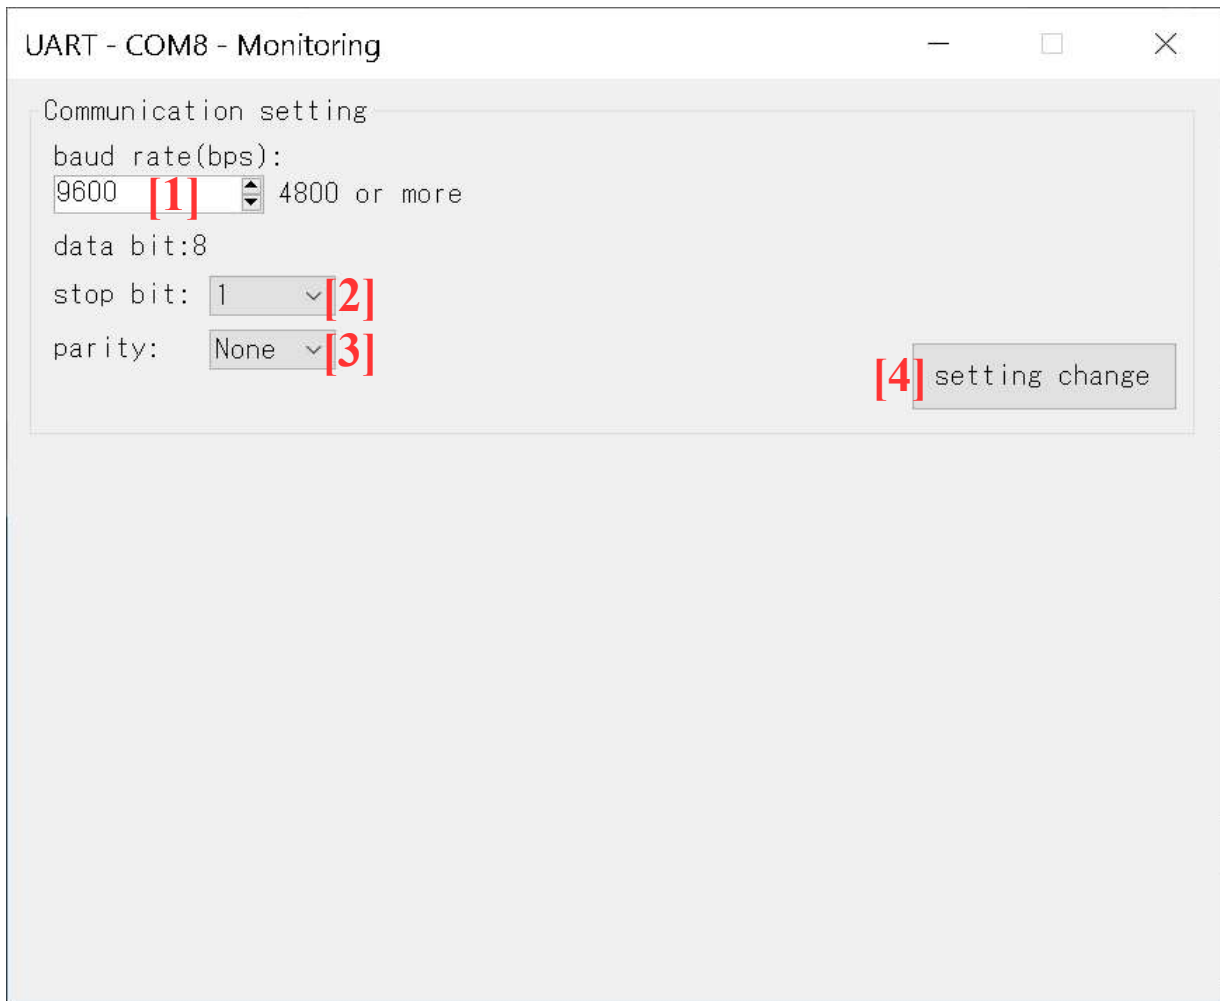 UART - COM8 - Monitoring
Communication setting
baud rate(bps):
9600 [1] 4800 or more
data bit:8
stop bit: 1 [2]
parity: None [3]
[4] setting change